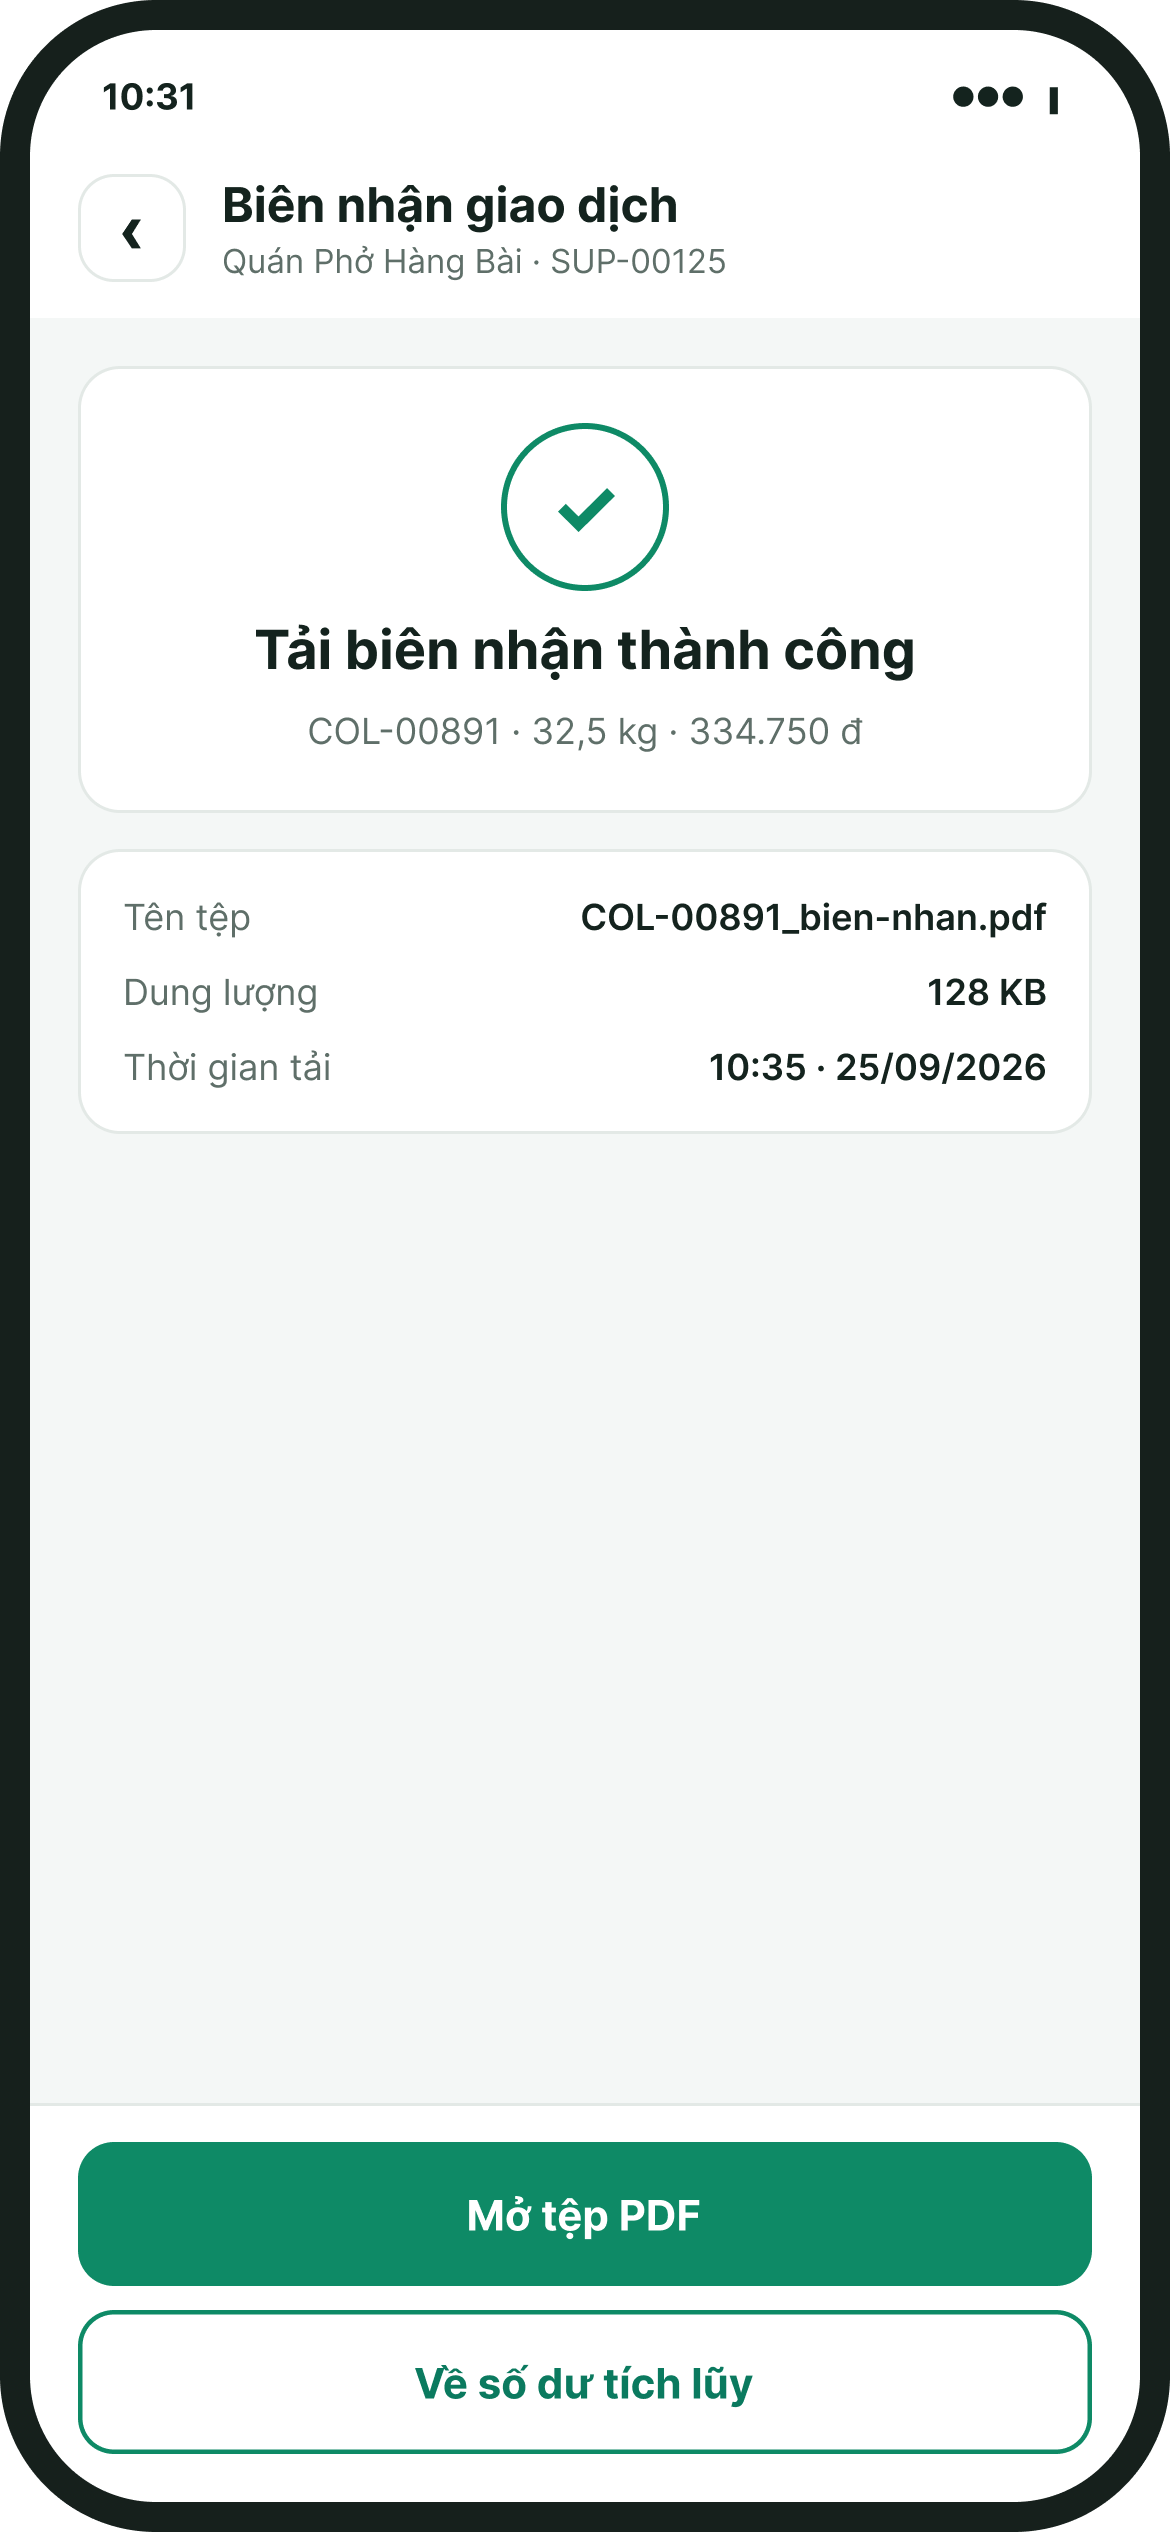 10:31
Biên nhận giao dịch
Quán Phở Hàng Bài · SUP-00125
Tải biên nhận thành công
COL-00891 · 32,5 kg · 334.750 đ
Tên tệp COL-00891_bien-nhan.pdf
Dung lượng 128 KB
Thời gian tải 10:35 · 25/09/2026
Mở tệp PDF
Về số dư tích lũy